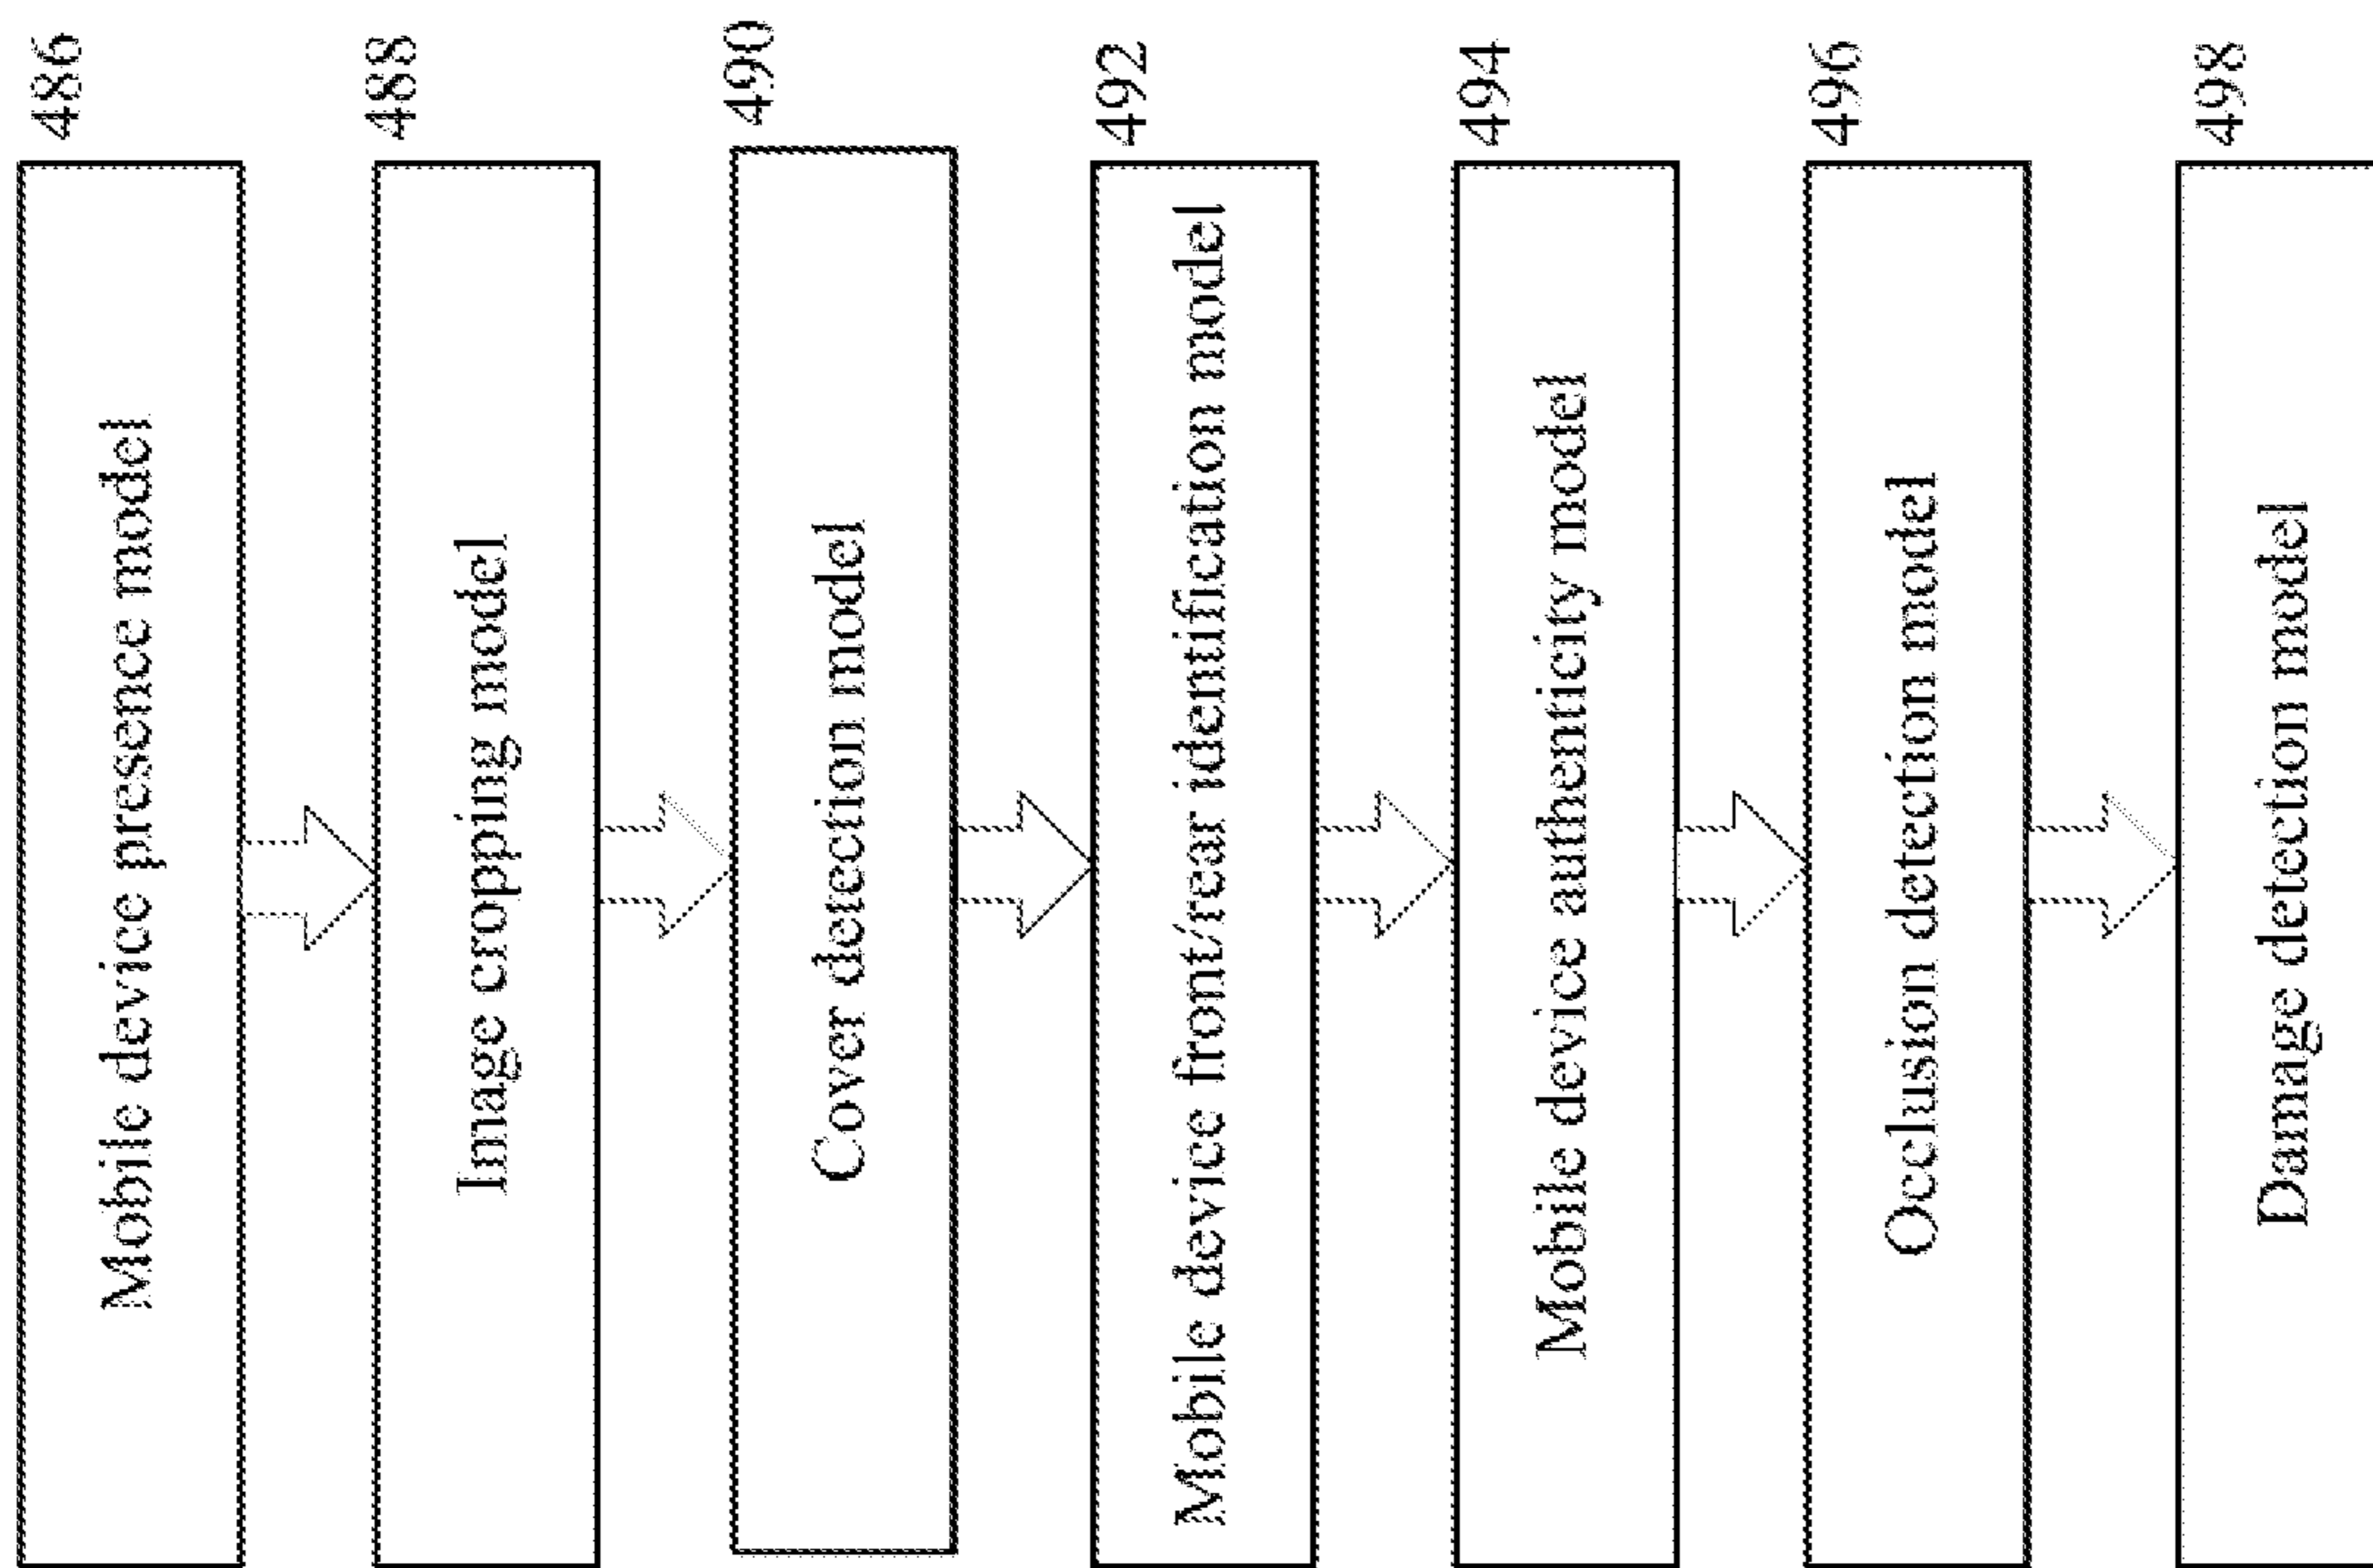 486
Mobile device presence model
488
Image cropping model
490
Cover detection model
492
Mobile device front/rear identification model
494
Mobile device authenticity model
496
Occlusion detection model
498
Damage detection model